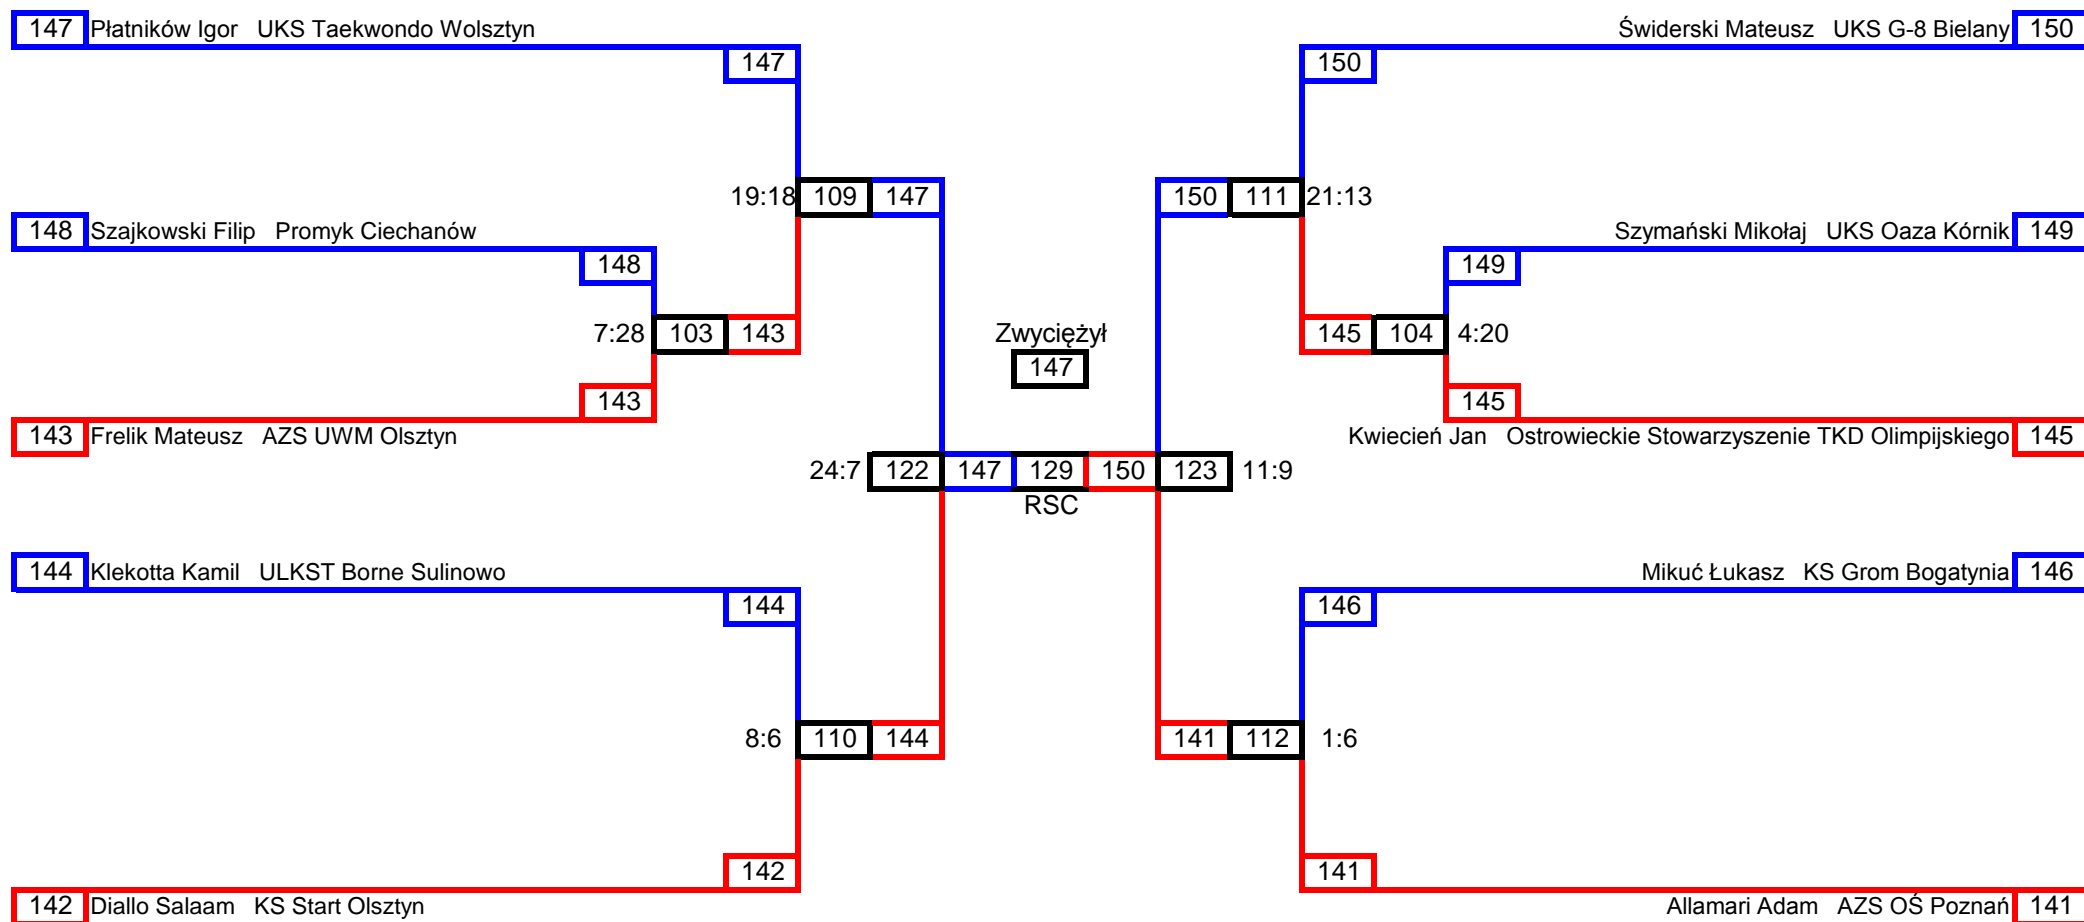 147 Płatników Igor UKS Taekwondo Wolsztyn Świderski Mateusz UKS G-8 Bielany 150
147 150
19:18 109 147 150 111 21:13
148 Szajkowski Filip Promyk Ciechanów Szymański Mikołaj UKS Oaza Kórnik 149
148 149
7:28 103 143 Zwyciężył 145 104 4:20
147
143 145
143 Frelik Mateusz AZS UWM Olsztyn Kwiecień Jan Ostrowieckie Stowarzyszenie TKD Olimpijskiego 145
24:7 122 147 129 150 123 11:9
RSC
144 Klekotta Kamil ULKST Borne Sulinowo Mikuć Łukasz KS Grom Bogatynia 146
144 146
8:6 110 144 141 112 1:6
142 141
142 Diallo Salaam KS Start Olsztyn Allamari Adam AZS OŚ Poznań 141